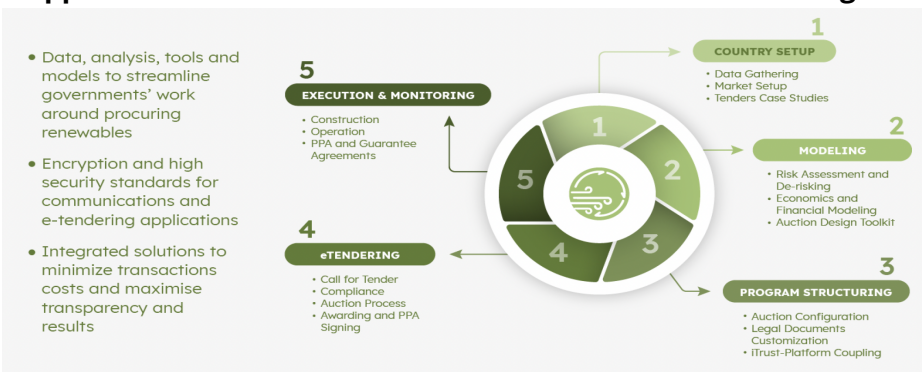 • Data, analysis, tools and
models to streamline
governments' work
around procuring
renewables
• Encryption and high
security standards for
communications and
e-tendering applications
• Integrated solutions to
minimize transactions
costs and maximise
transparency and
results
1
COUNTRY SETUP
• Data Gathering
• Market Setup
• Tenders Case Studies
2
MODELING
• Risk Assessment and
De-risking
• Economics and
Financial Modeling
• Auction Design Toolkit
3
PROGRAM STRUCTURING
• Auction Configuration
• Legal Documents
Customization
• iTrust-Platform Coupling
4
eTENDERING
• Call for Tender
• Compliance
• Auction Process
• Awarding and PPA
Signing
5
EXECUTION & MONITORING
• Construction
• Operation
• PPA and Guarantee
Agreements
1
2
3
4
5